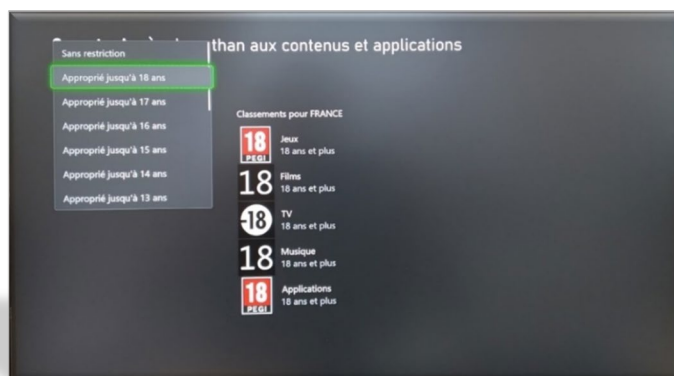 than aux contenus et applications
Sans restriction
Approprié jusqu'à 18 ans
Approprié jusqu'à 17 ans
Approprié jusqu'à 16 ans
Approprié jusqu'à 15 ans
Approprié jusqu'à 14 ans
Approprié jusqu'à 13 ans
Classements pour FRANCE
18
PEGI
Jeux
18 ans et plus
18
Films
18 ans et plus
-18
TV
18 ans et plus
18
Musique
18 ans et plus
18
PEGI
Applications
18 ans et plus